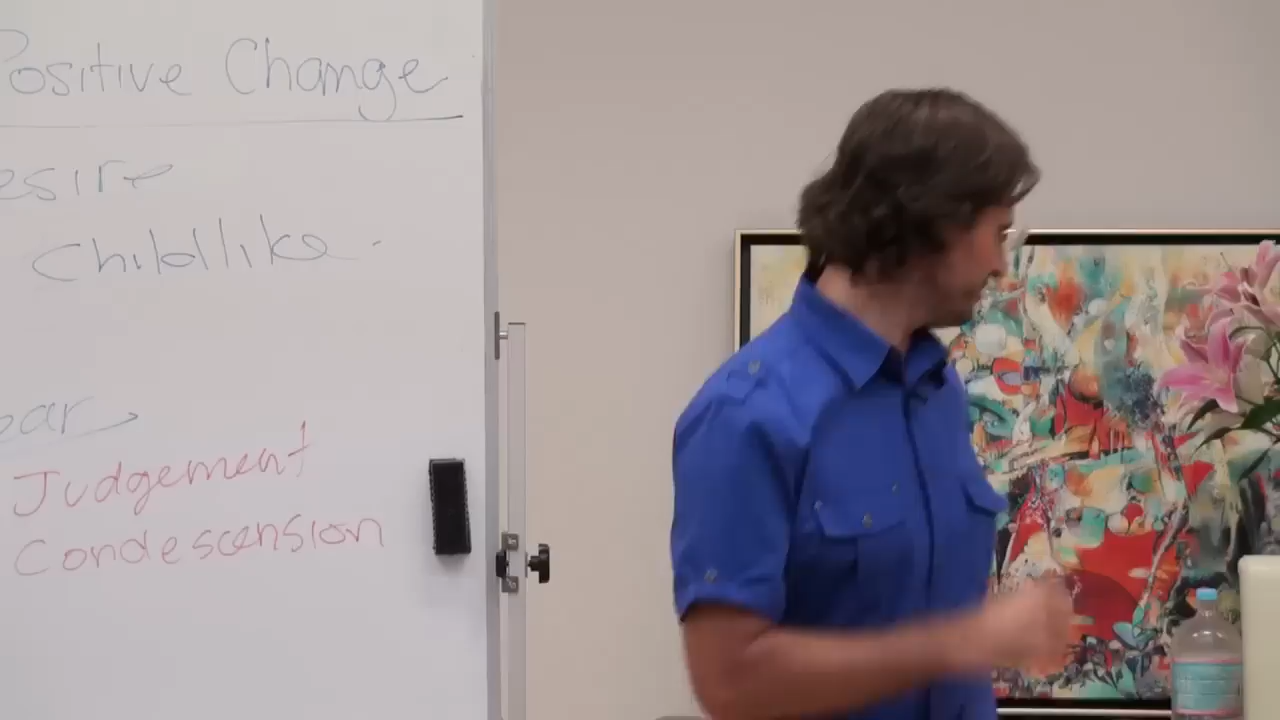 Positive Change
esire
Childlike
ear
Judgement
Condescension